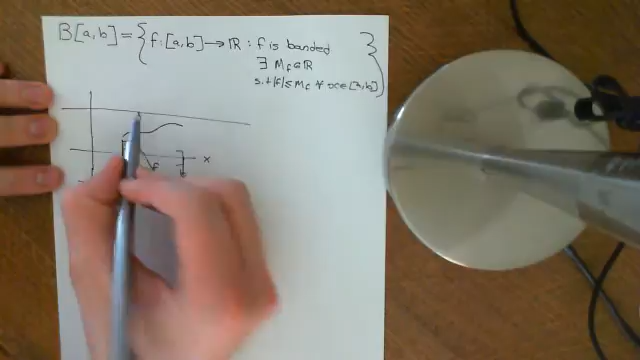 B[a,b] = { f:[a,b] → ℝ : f is bounded
∃ M_f ∈ ℝ
s.t |f| ≤ M_f ∀ x ∈ [a,b] }
x
f